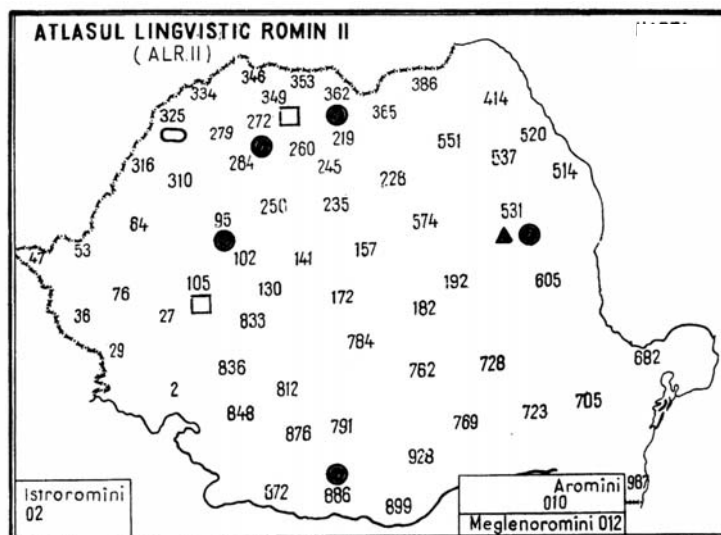 ATLASUL LINGVISTIC ROMIN II
(ALR.II)
346 353
334 349 362 386
325 272 365 414
279 219 520
284 260 551 537
316 245 514
310 228
250 235 531
84 95 574
53
47 102 141 157
105 130 192 605
76 172 182
36 27 833
784
29 682
836 762 728
2 812
848 705
876 791 769 723
928
972 886 899
Istroromini
02
Aromini
010
987
Meglenoromini 012